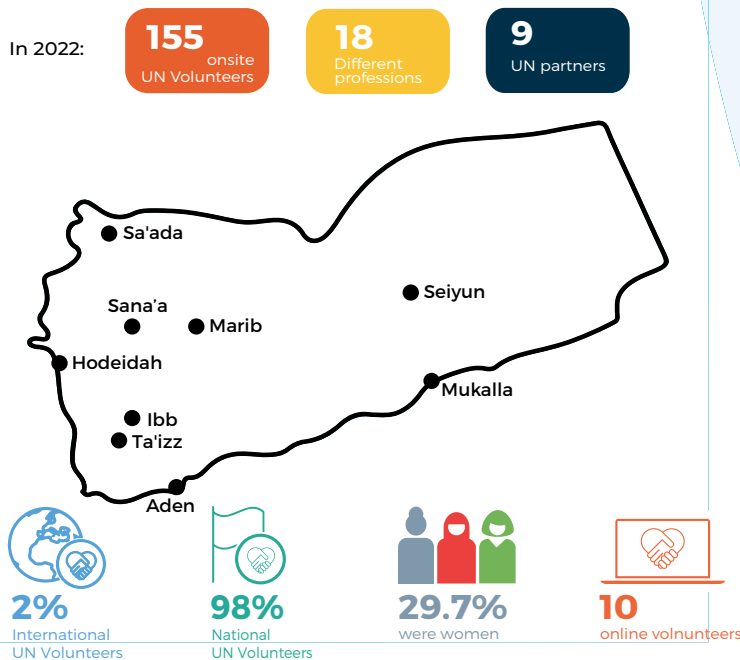 In 2022:
155
onsite
UN Volunteers
18
Different
professions
9
UN partners
Sa'ada
Sana’a
Marib
Seiyun
Hodeidah
Mukalla
Ibb
Ta'izz
Aden
2%
International
UN Volunteers
98%
National
UN Volunteers
29.7%
were women
10
online volnunteers